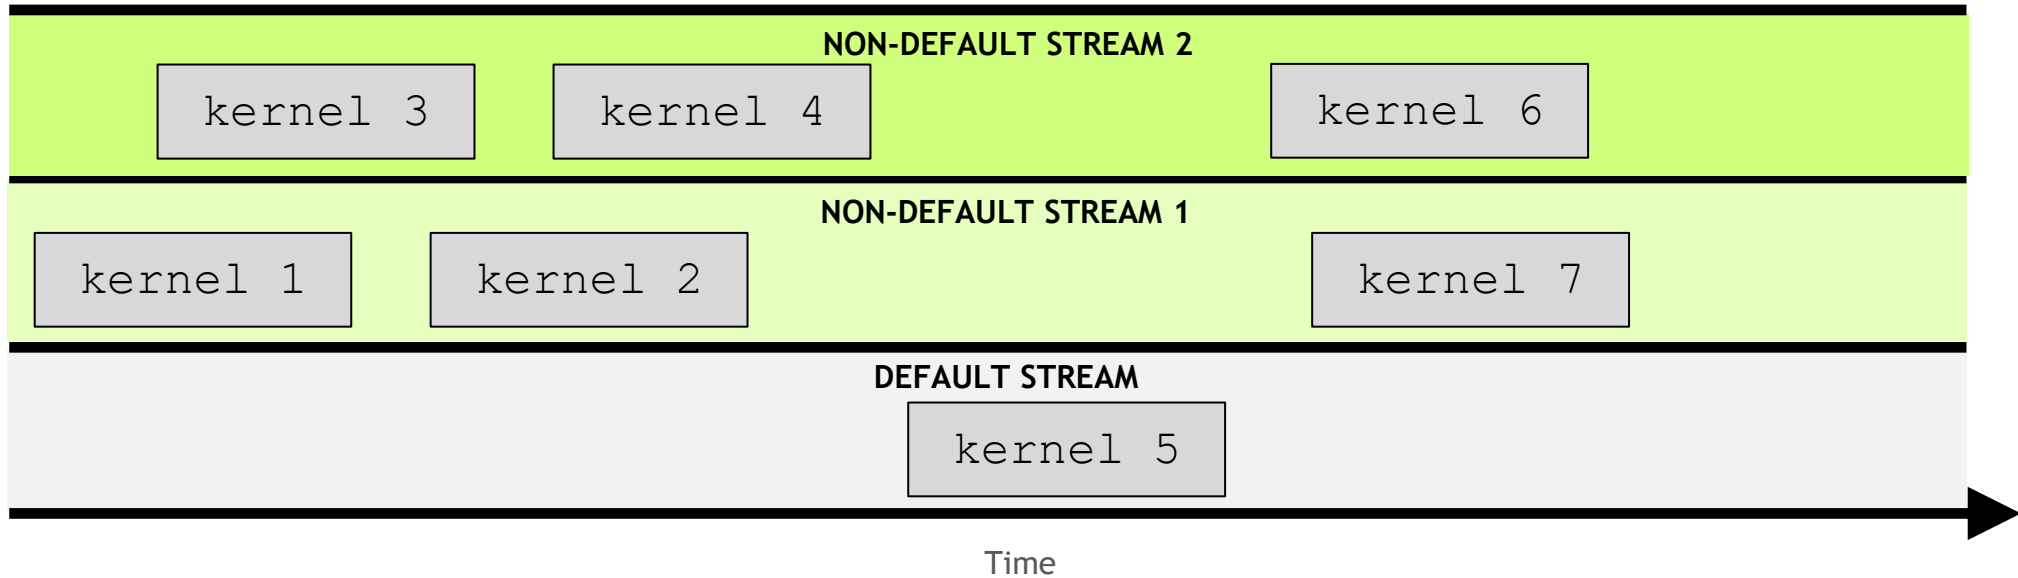 NON-DEFAULT STREAM 2
kernel 3
kernel 4
kernel 6
NON-DEFAULT STREAM 1
kernel 1
kernel 2
kernel 7
DEFAULT STREAM
kernel 5
Time